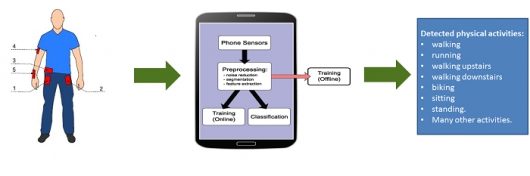 4
3
5
1
2
Phone Sensors
Preprocessing:
- noise reduction
- segmentation
- feature extraction
Training
(Offline)
Training
(Online)
Classification
Detected physical activities:
• walking
• running
• walking upstairs
• walking downstairs
• biking
• sitting
• standing.
• Many other activities.